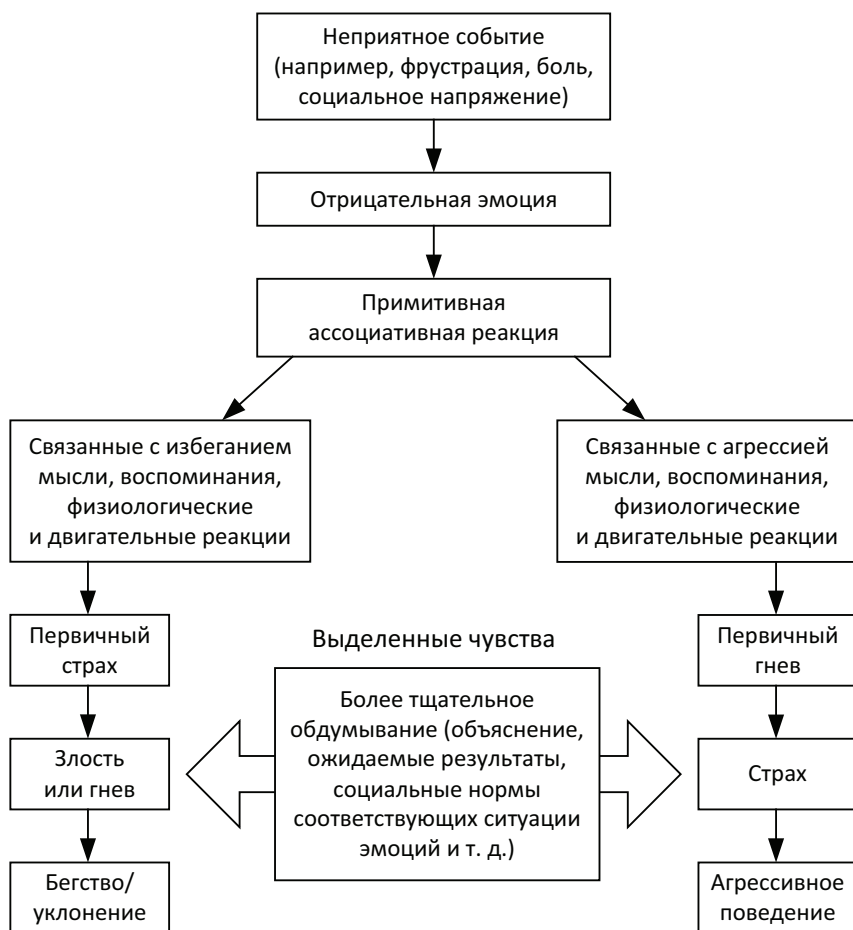 Неприятное событие
(например, фрустрация, боль,
социальное напряжение)
Отрицательная эмоция
Примитивная
ассоциативная реакция
Связанные с избеганием
мысли, воспоминания,
физиологические
и двигательные реакции
Связанные с агрессией
мысли, воспоминания,
физиологические
и двигательные реакции
Первичный
страх
Выделенные чувства
Первичный
гнев
Злость
или гнев
Более тщательное
обдумывание (объяснение,
ожидаемые результаты,
социальные нормы
соответствующих ситуации
эмоций и т. д.)
Страх
Бегство/
уклонение
Агрессивное
поведение